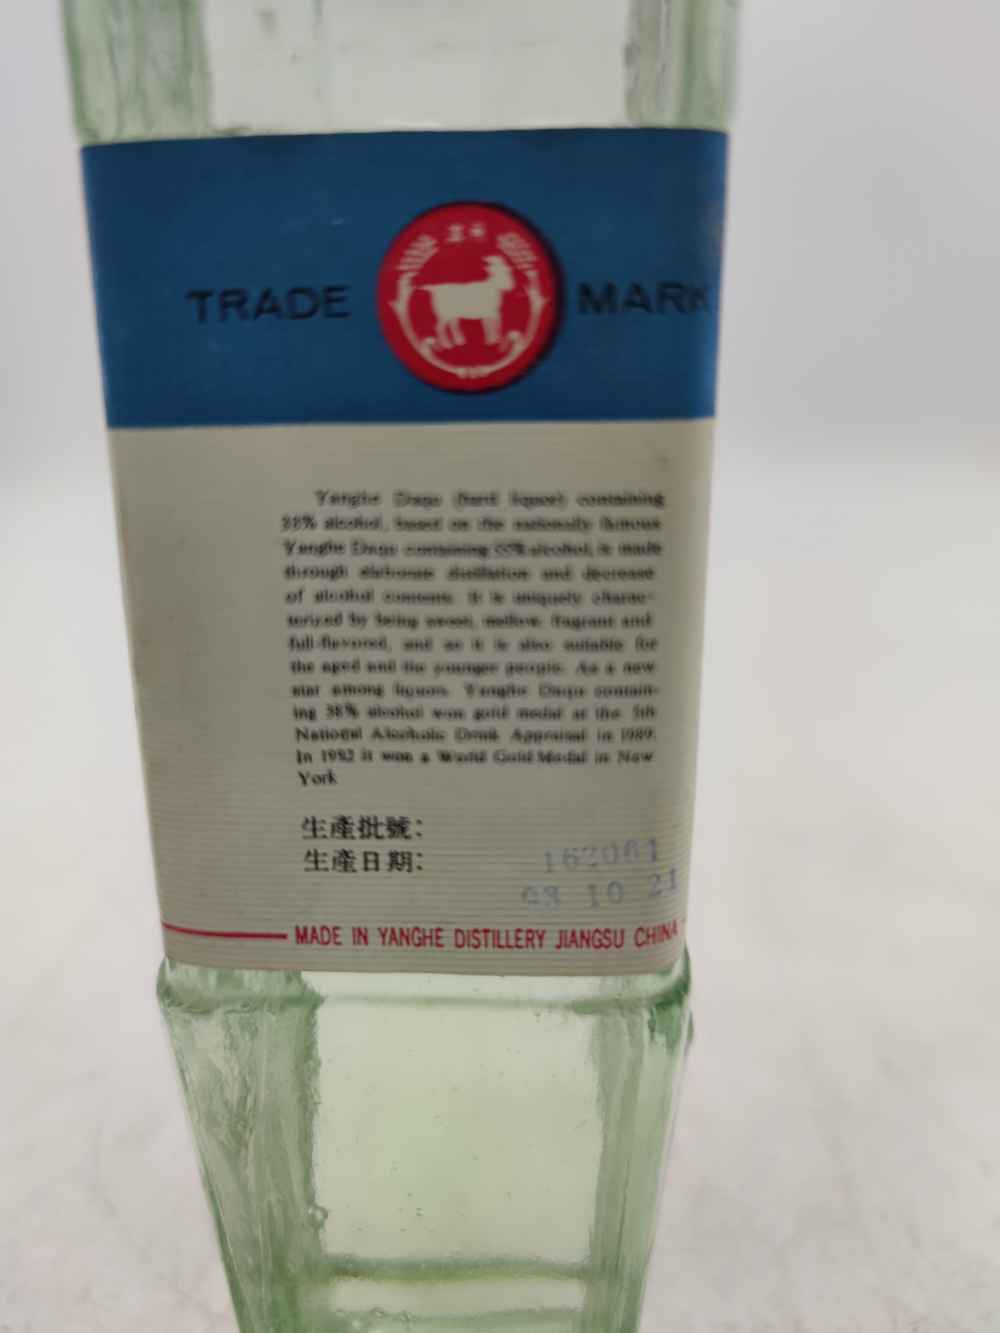 TRADE MARK
Yanghe Daqu (hard liquor) containing
38% alcohol, based on the nationally famous
Yanghe Daqu containing 55% alcohol, is made
through elaborate distillation and decrease
of alcohol contents. It is uniquely charac-
terized by being sweet, mellow, fragrant and
full-flavored, and so it is also suitable for
the aged and the younger people. As a new
star among liquors, Yanghe Daqu contain-
ing 38% alcohol won gold medal at the 5th
National Alcoholic Drink Appraisal in 1989.
In 1992 it won a World Gold Medal in New
York
生產批號：
生產日期：
162061
93 10 21
MADE IN YANGHE DISTILLERY JIANGSU CHINA